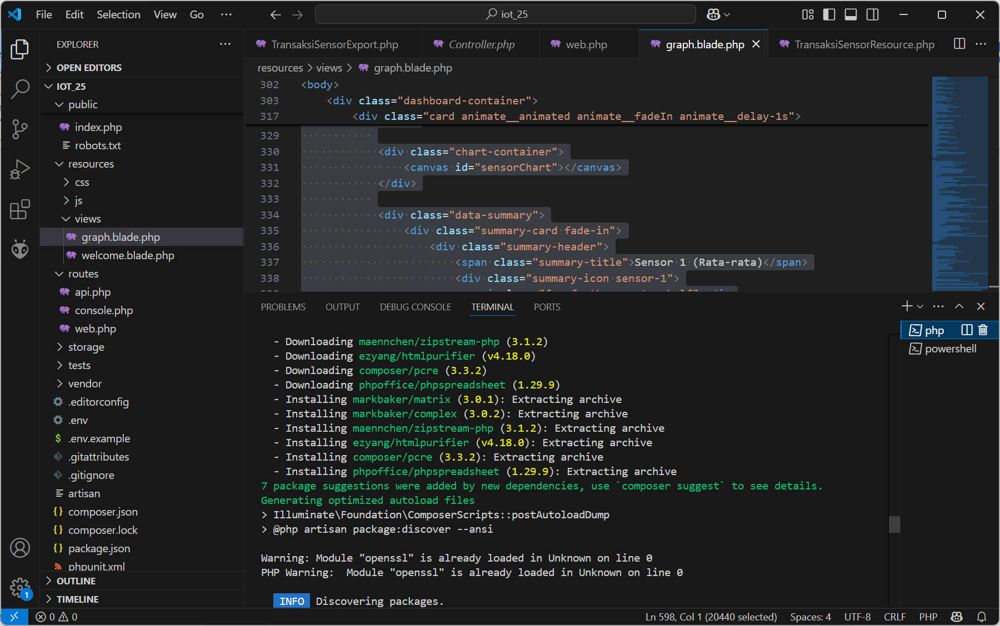 File Edit Selection View Go ···
iot_25
EXPLORER ···
OPEN EDITORS
IOT_25
public
index.php
robots.txt
resources
css
js
views
graph.blade.php
welcome.blade.php
routes
api.php
console.php
web.php
storage
tests
vendor
.editorconfig
.env
.env.example
.gitattributes
.gitignore
artisan
composer.json
composer.lock
package.json
phpunit.xml
OUTLINE
TIMELINE
1
TransaksiSensorExport.php Controller.php web.php graph.blade.php TransaksiSensorResource.php ···
resources > views > graph.blade.php
302 <body>
303 <div class="dashboard-container">
317 <div class="card animate__animated animate__fadeIn animate__delay-1s">
329
330 <div class="chart-container">
331 <canvas id="sensorChart"></canvas>
332 </div>
333
334 <div class="data-summary">
335 <div class="summary-card fade-in">
336 <div class="summary-header">
337 <span class="summary-title">Sensor 1 (Rata-rata)</span>
338 <div class="summary-icon sensor-1">
PROBLEMS OUTPUT DEBUG CONSOLE TERMINAL PORTS
php
powershell
- Downloading maennchen/zipstream-php (3.1.2)
- Downloading ezyang/htmlpurifier (v4.18.0)
- Downloading composer/pcre (3.3.2)
- Downloading phpoffice/phpspreadsheet (1.29.9)
- Installing markbaker/matrix (3.0.1): Extracting archive
- Installing markbaker/complex (3.0.2): Extracting archive
- Installing maennchen/zipstream-php (3.1.2): Extracting archive
- Installing ezyang/htmlpurifier (v4.18.0): Extracting archive
- Installing composer/pcre (3.3.2): Extracting archive
- Installing phpoffice/phpspreadsheet (1.29.9): Extracting archive
7 package suggestions were added by new dependencies, use `composer suggest` to see details.
Generating optimized autoload files
> Illuminate\Foundation\ComposerScripts::postAutoloadDump
> @php artisan package:discover --ansi
Warning: Module "openssl" is already loaded in Unknown on line 0
PHP Warning:  Module "openssl" is already loaded in Unknown on line 0
INFO Discovering packages.
0 0 Ln 598, Col 1 (20440 selected) Spaces: 4 UTF-8 CRLF PHP